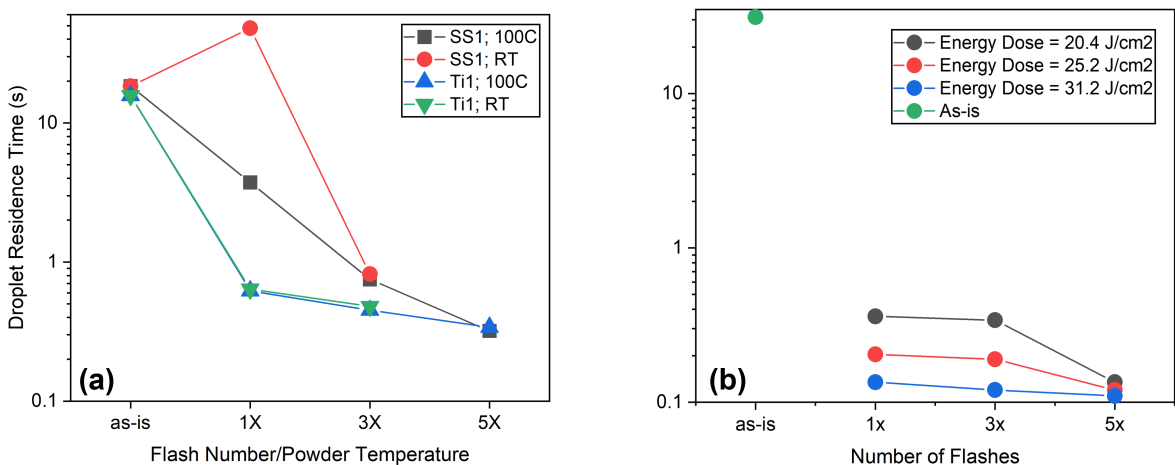 Droplet Residence Time (s)
10
1
0.1
SS1; 100C
SS1; RT
Ti1; 100C
Ti1; RT
(a)
as-is 1X 3X 5X
Flash Number/Powder Temperature
10
1
0.1
Energy Dose = 20.4 J/cm2
Energy Dose = 25.2 J/cm2
Energy Dose = 31.2 J/cm2
As-is
(b)
as-is 1x 3x 5x
Number of Flashes